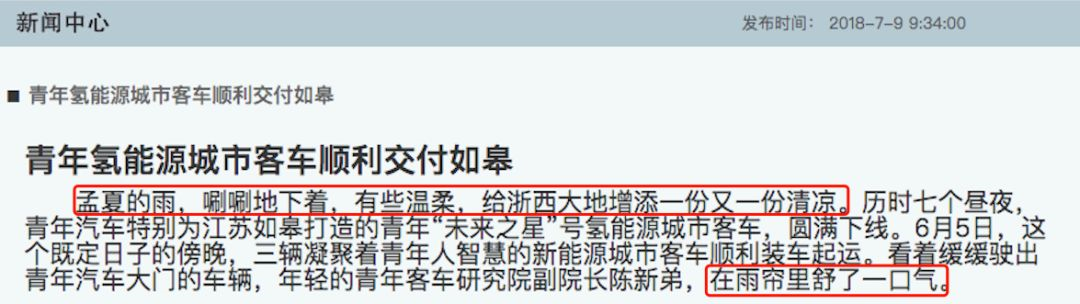 新闻中心
发布时间： 2018-7-9 9:34:00
■ 青年氢能源城市客车顺利交付如皋
青年氢能源城市客车顺利交付如皋
孟夏的雨，唰唰地下着，有些温柔，给浙西大地增添一份又一份清凉。历时七个昼夜，
青年汽车特别为江苏如皋打造的青年“未来之星”号氢能源城市客车，圆满下线。6月5日，这
个既定日子的傍晚，三辆凝聚着青年人智慧的新能源城市客车顺利装车起运。看着缓缓驶出
青年汽车大门的车辆，年轻的青年客车研究院副院长陈新弟，在雨帘里舒了一口气。